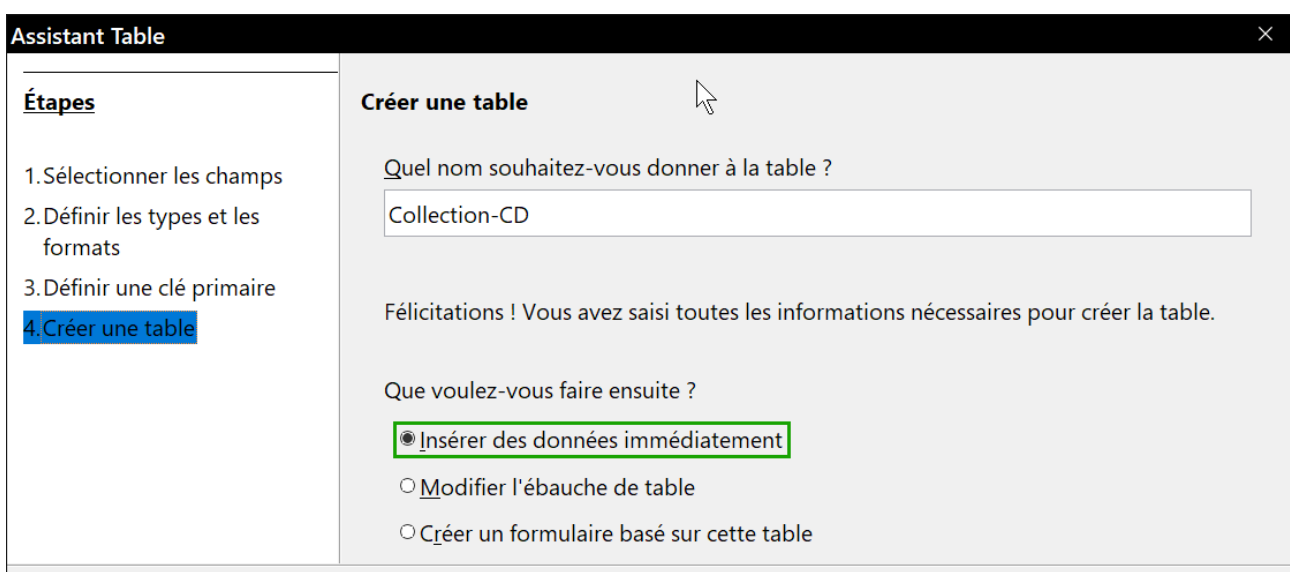 Assistant Table
Étapes
1.Sélectionner les champs
2.Définir les types et les
formats
3.Définir une clé primaire
4.Créer une table
Créer une table
Quel nom souhaitez-vous donner à la table ?
Collection-CD
Félicitations ! Vous avez saisi toutes les informations nécessaires pour créer la table.
Que voulez-vous faire ensuite ?
Insérer des données immédiatement
Modifier l'ébauche de table
Créer un formulaire basé sur cette table